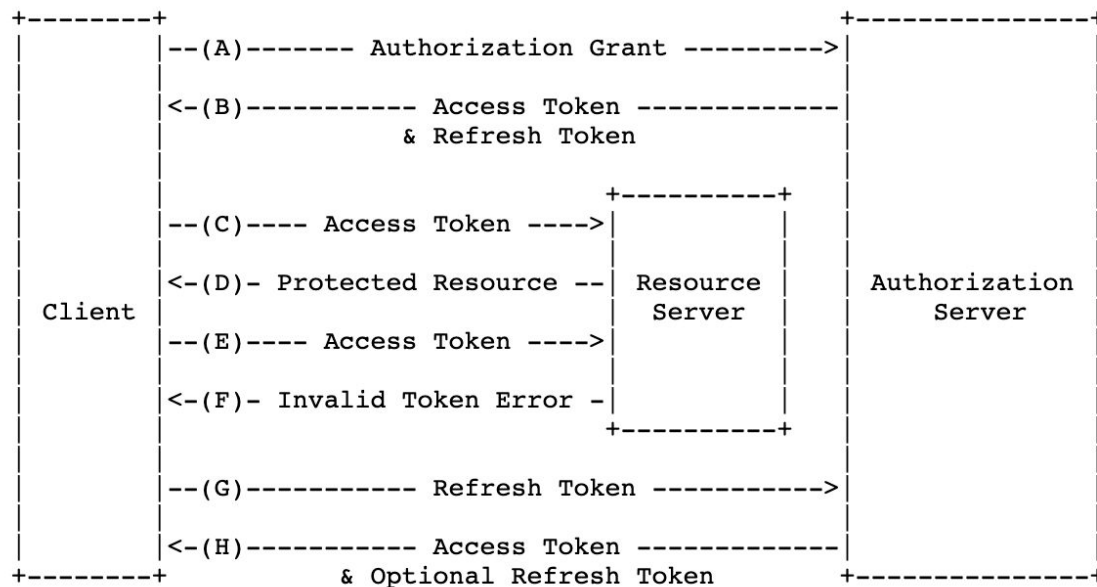 --(A)------- Authorization Grant --------->
<-(B)----------- Access Token -------------
& Refresh Token
--(C)---- Access Token ---->
<-(D)- Protected Resource --
Resource
Authorization
Client
Server
Server
--(E)---- Access Token ---->
<-(F)- Invalid Token Error -
--(G)----------- Refresh Token ----------->
<-(H)----------- Access Token -------------
& Optional Refresh Token